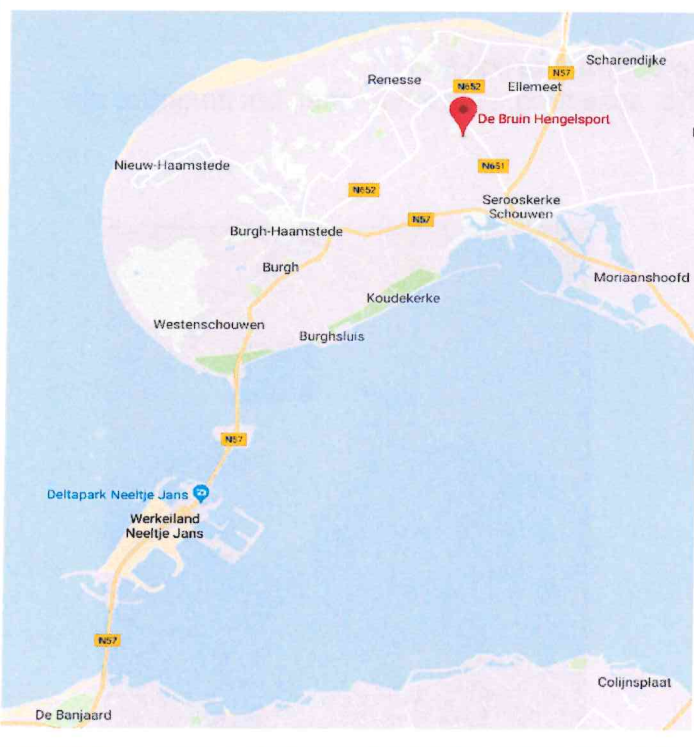 Scharendijke
N57
Renesse
N652
Ellemeet
De Bruin Hengelsport
Nieuw-Haamstede
N651
N652
Serooskerke
Schouwen
N57
Burgh-Haamstede
Burgh
Moriaanshoofd
Koudekerke
Westenschouwen
Burghsluis
N57
Deltapark Neeltje Jans
Werkeiland
Neeltje Jans
N57
Colijnsplaat
De Banjaard